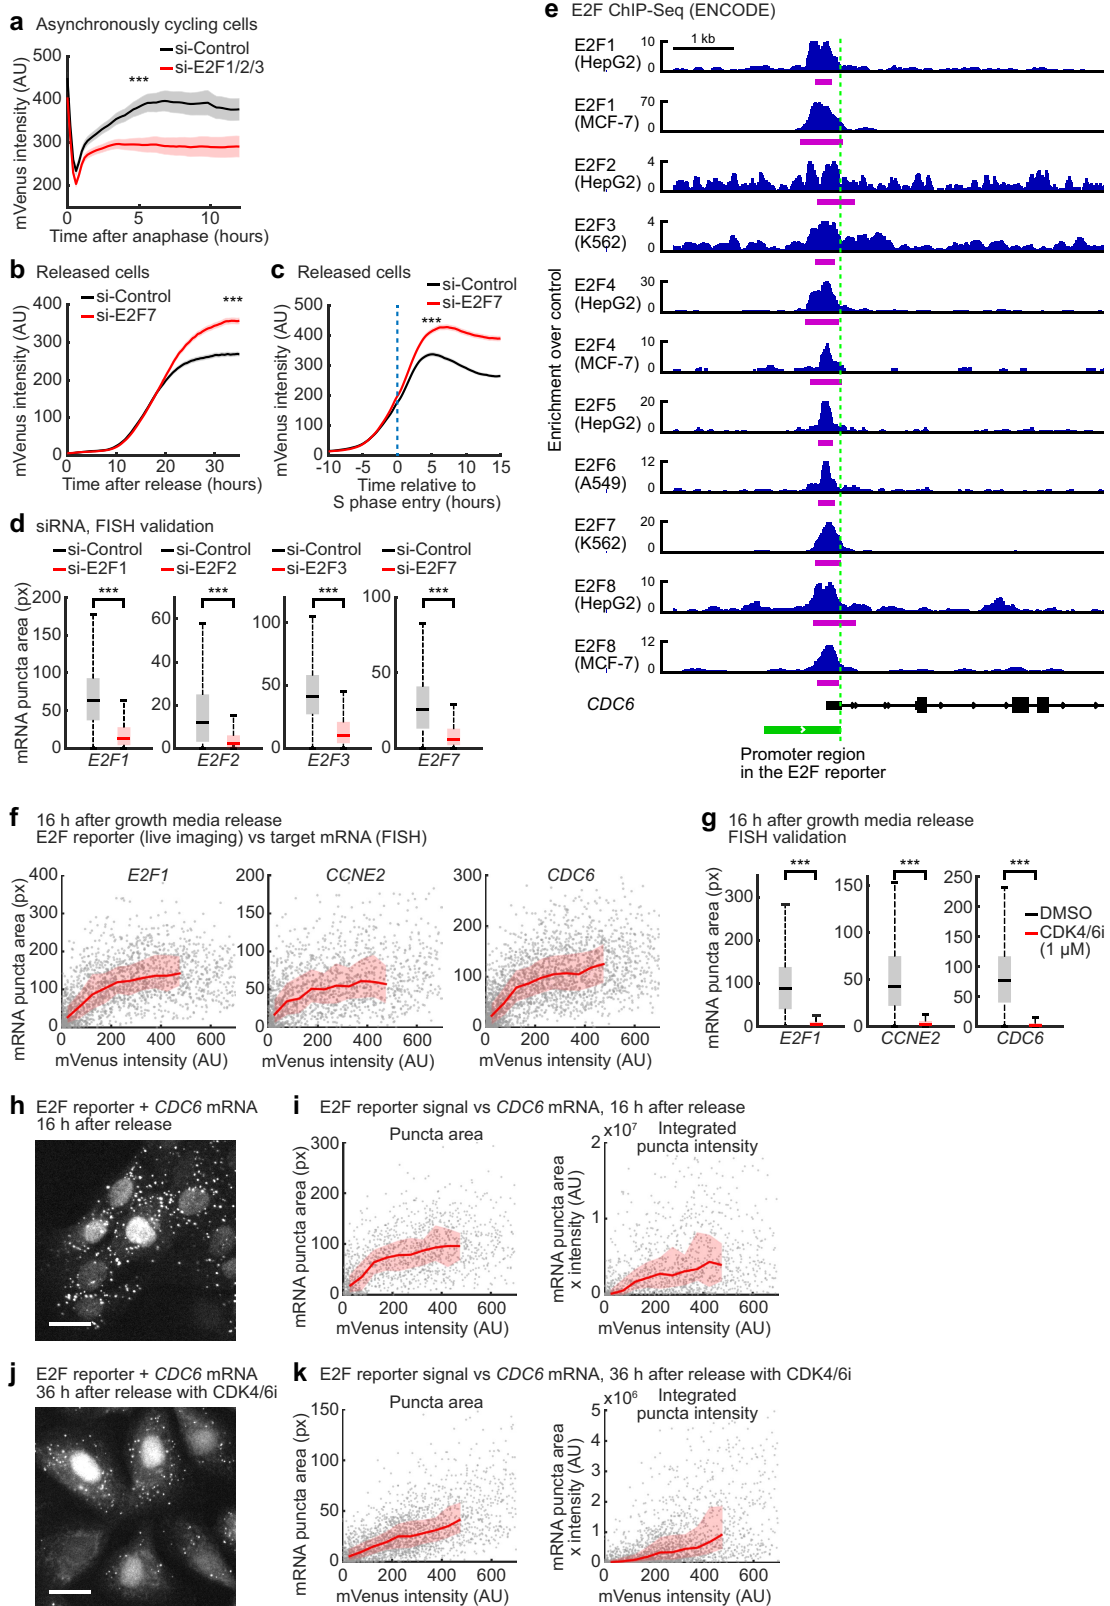 a Asynchronously cycling cells
si-Control
si-E2F1/2/3
***
500
400
300
200
mVenus intensity (AU)
0 5 10
Time after anaphase (hours)
b Released cells
si-Control
si-E2F7
***
400
300
200
100
0
mVenus intensity (AU)
0 10 20 30
Time after release (hours)
c Released cells
si-Control
si-E2F7
***
500
400
300
200
100
0
mVenus intensity (AU)
-10 -5 0 5 10 15
Time relative to
S phase entry (hours)
d siRNA, FISH validation
si-Control si-Control si-Control si-Control
si-E2F1 si-E2F2 si-E2F3 si-E2F7
*** *** *** ***
mRNA puncta area (px)
200
150
100
50
0
E2F1
60
40
20
0
E2F2
100
50
0
E2F3
100
50
0
E2F7
e E2F ChIP-Seq (ENCODE)
1 kb
Enrichment over control
E2F1 10
(HepG2) 0
E2F1 70
(MCF-7) 0
E2F2 4
(HepG2) 0
E2F3 4
(K562) 0
E2F4 30
(HepG2) 0
E2F4 10
(MCF-7) 0
E2F5 20
(HepG2) 0
E2F6 12
(A549) 0
E2F7 20
(K562) 0
E2F8 10
(HepG2) 0
E2F8 12
(MCF-7) 0
CDC6
Promoter region
in the E2F reporter
f 16 h after growth media release
E2F reporter (live imaging) vs target mRNA (FISH)
mRNA puncta area (px)
E2F1
400
300
200
100
0
0 200 400 600
mVenus intensity (AU)
CCNE2
200
150
100
50
0
0 200 400 600
mVenus intensity (AU)
CDC6
300
200
100
0
0 200 400 600
mVenus intensity (AU)
g 16 h after growth media release
FISH validation
*** *** ***
mRNA puncta area (px)
300
200
100
0
E2F1
150
100
50
0
CCNE2
250
200
150
100
50
0
CDC6
DMSO
CDK4/6i
(1 µM)
h E2F reporter + CDC6 mRNA
16 h after release
i E2F reporter signal vs CDC6 mRNA, 16 h after release
Puncta area
mRNA puncta area (px)
300
200
100
0
0 200 400 600
mVenus intensity (AU)
Integrated
puncta intensity
x10⁷
mRNA puncta area
x intensity (AU)
2
1
0
0 200 400 600
mVenus intensity (AU)
j E2F reporter + CDC6 mRNA
36 h after release with CDK4/6i
k E2F reporter signal vs CDC6 mRNA, 36 h after release with CDK4/6i
Puncta area
mRNA puncta area (px)
150
100
50
0
0 200 400 600
mVenus intensity (AU)
Integrated
puncta intensity
x10⁶
mRNA puncta area
x intensity (AU)
5
4
3
2
1
0
0 200 400 600
mVenus intensity (AU)